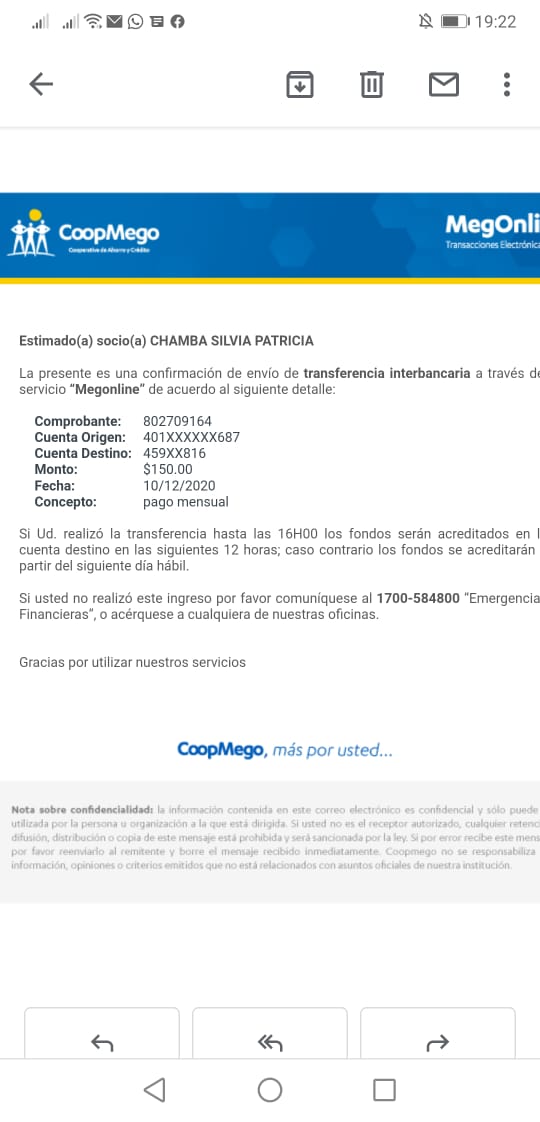 19:22
CoopMego
Cooperativa de Ahorro y Crédito
MegOnli
Transacciones Electrónica
Estimado(a) socio(a) CHAMBA SILVIA PATRICIA
La presente es una confirmación de envío de transferencia interbancaria a través de
servicio “Megonline” de acuerdo al siguiente detalle:
Comprobante: 802709164
Cuenta Origen: 401XXXXXX687
Cuenta Destino: 459XX816
Monto: $150.00
Fecha: 10/12/2020
Concepto: pago mensual
Si Ud. realizó la transferencia hasta las 16H00 los fondos serán acreditados en l
cuenta destino en las siguientes 12 horas; caso contrario los fondos se acreditarán
partir del siguiente día hábil.
Si usted no realizó este ingreso por favor comuníquese al 1700-584800 “Emergencia
Financieras”, o acérquese a cualquiera de nuestras oficinas.
Gracias por utilizar nuestros servicios
CoopMego, más por usted...
Nota sobre confidencialidad: la información contenida en este correo electrónico es confidencial y sólo puede
utilizada por la persona u organización a la que está dirigida. Si usted no es el receptor autorizado, cualquier retenc
difusión, distribución o copia de este mensaje está prohibida y será sancionada por la ley. Si por error recibe este mens
por favor reenviarlo al remitente y borre el mensaje recibido inmediatamente. Coopmego no se responsabiliza
información, opiniones o criterios emitidos que no está relacionados con asuntos oficiales de nuestra institución.